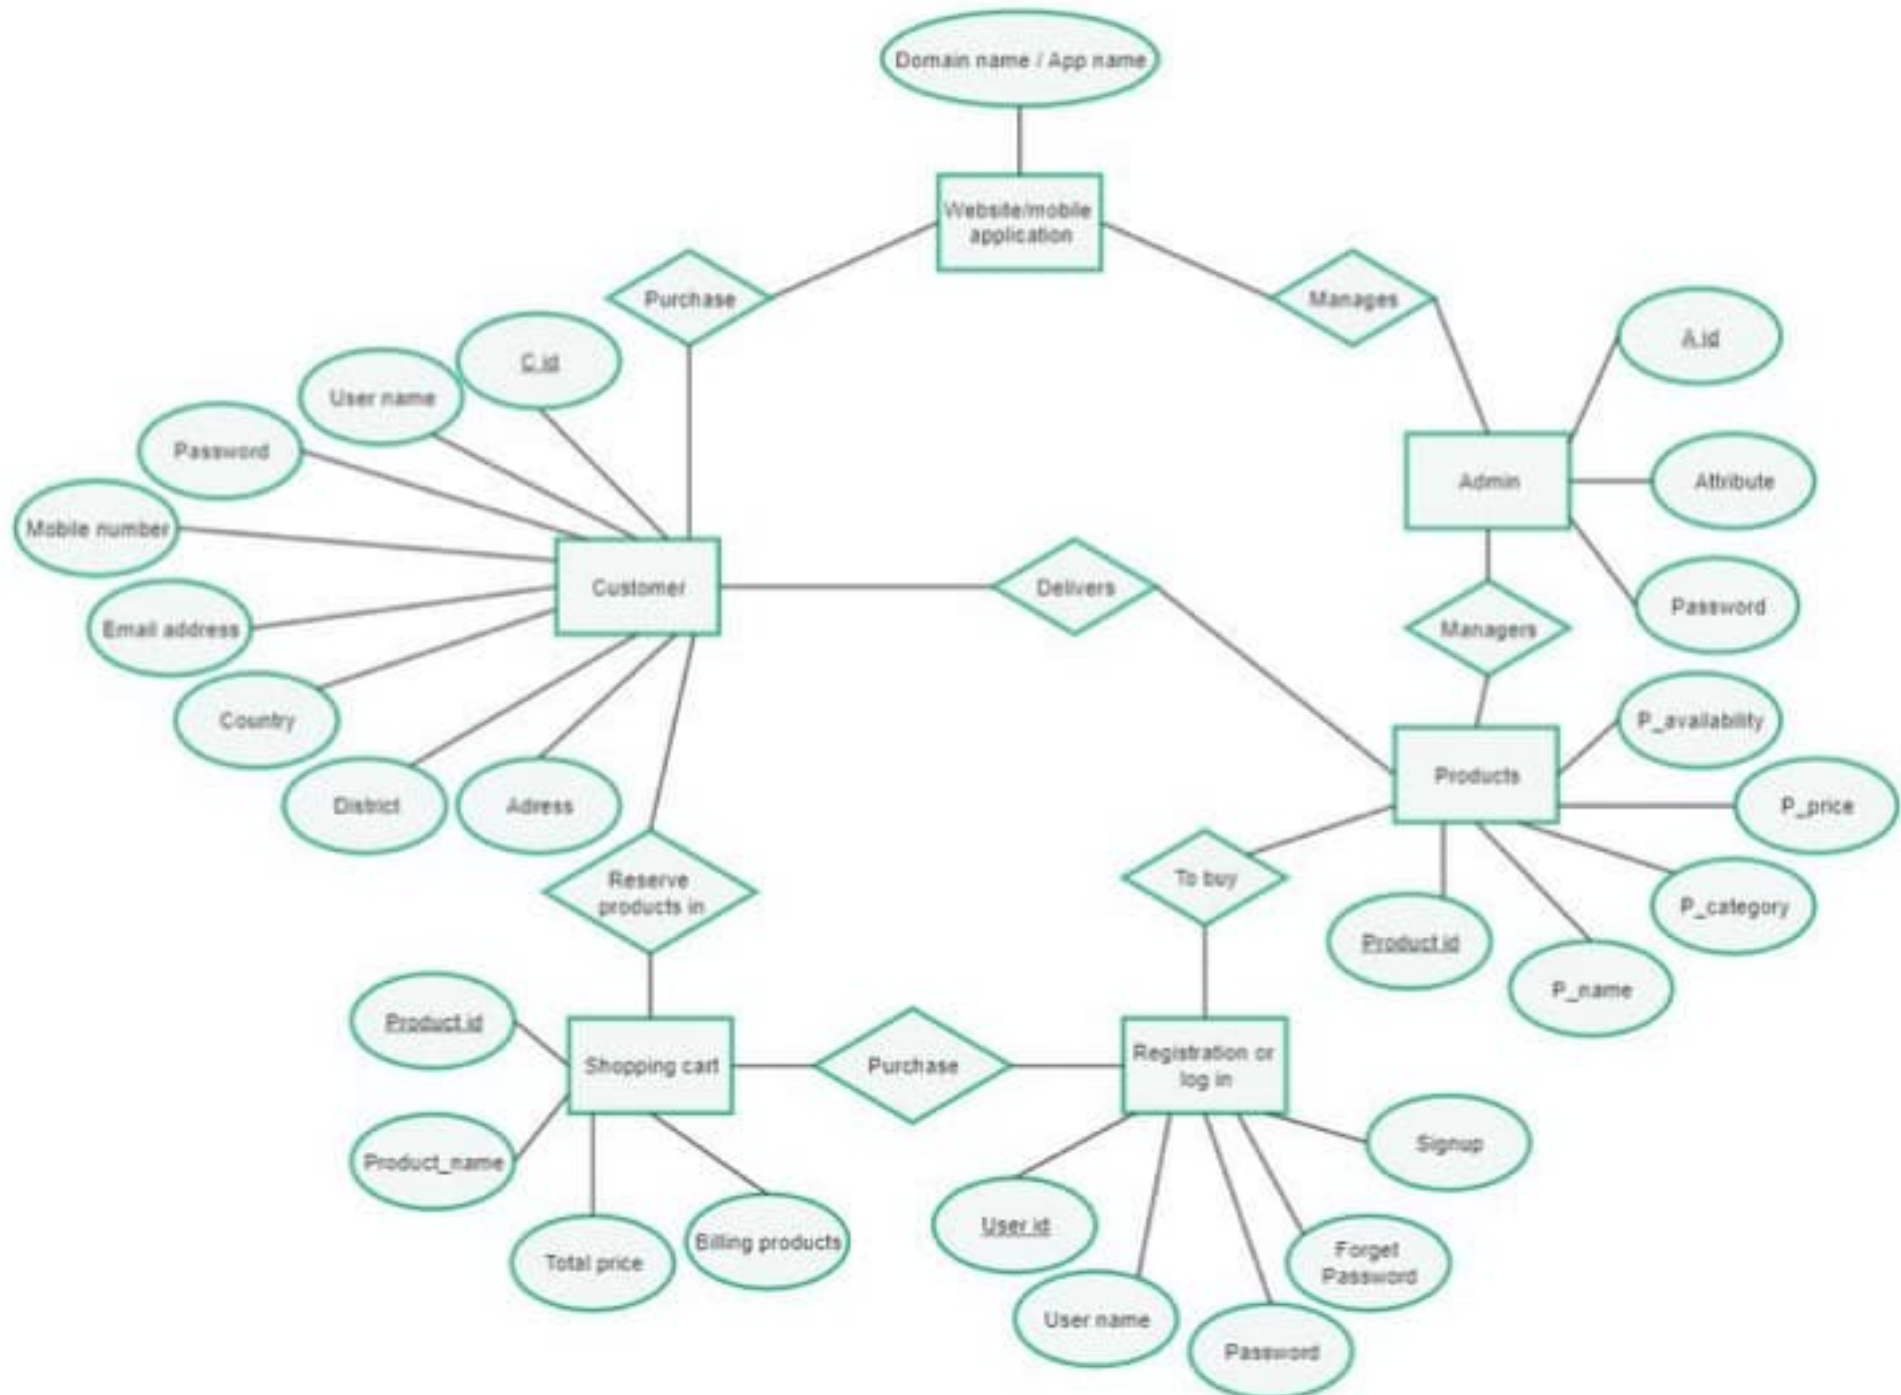 Domain name / App name
Website/mobile
application
Purchase
Manages
A id
C id
User name
Password
Mobile number
Admin
Attribute
Customer
Delivers
Password
Managers
Email address
Country
P_availability
Products
P_price
District
Adress
Reserve
products in
To buy
P_category
Product id
P_name
Product id
Shopping cart
Purchase
Registration or
log in
Signup
Product_name
User id
Total price
Billing products
Forget
Password
User name
Password